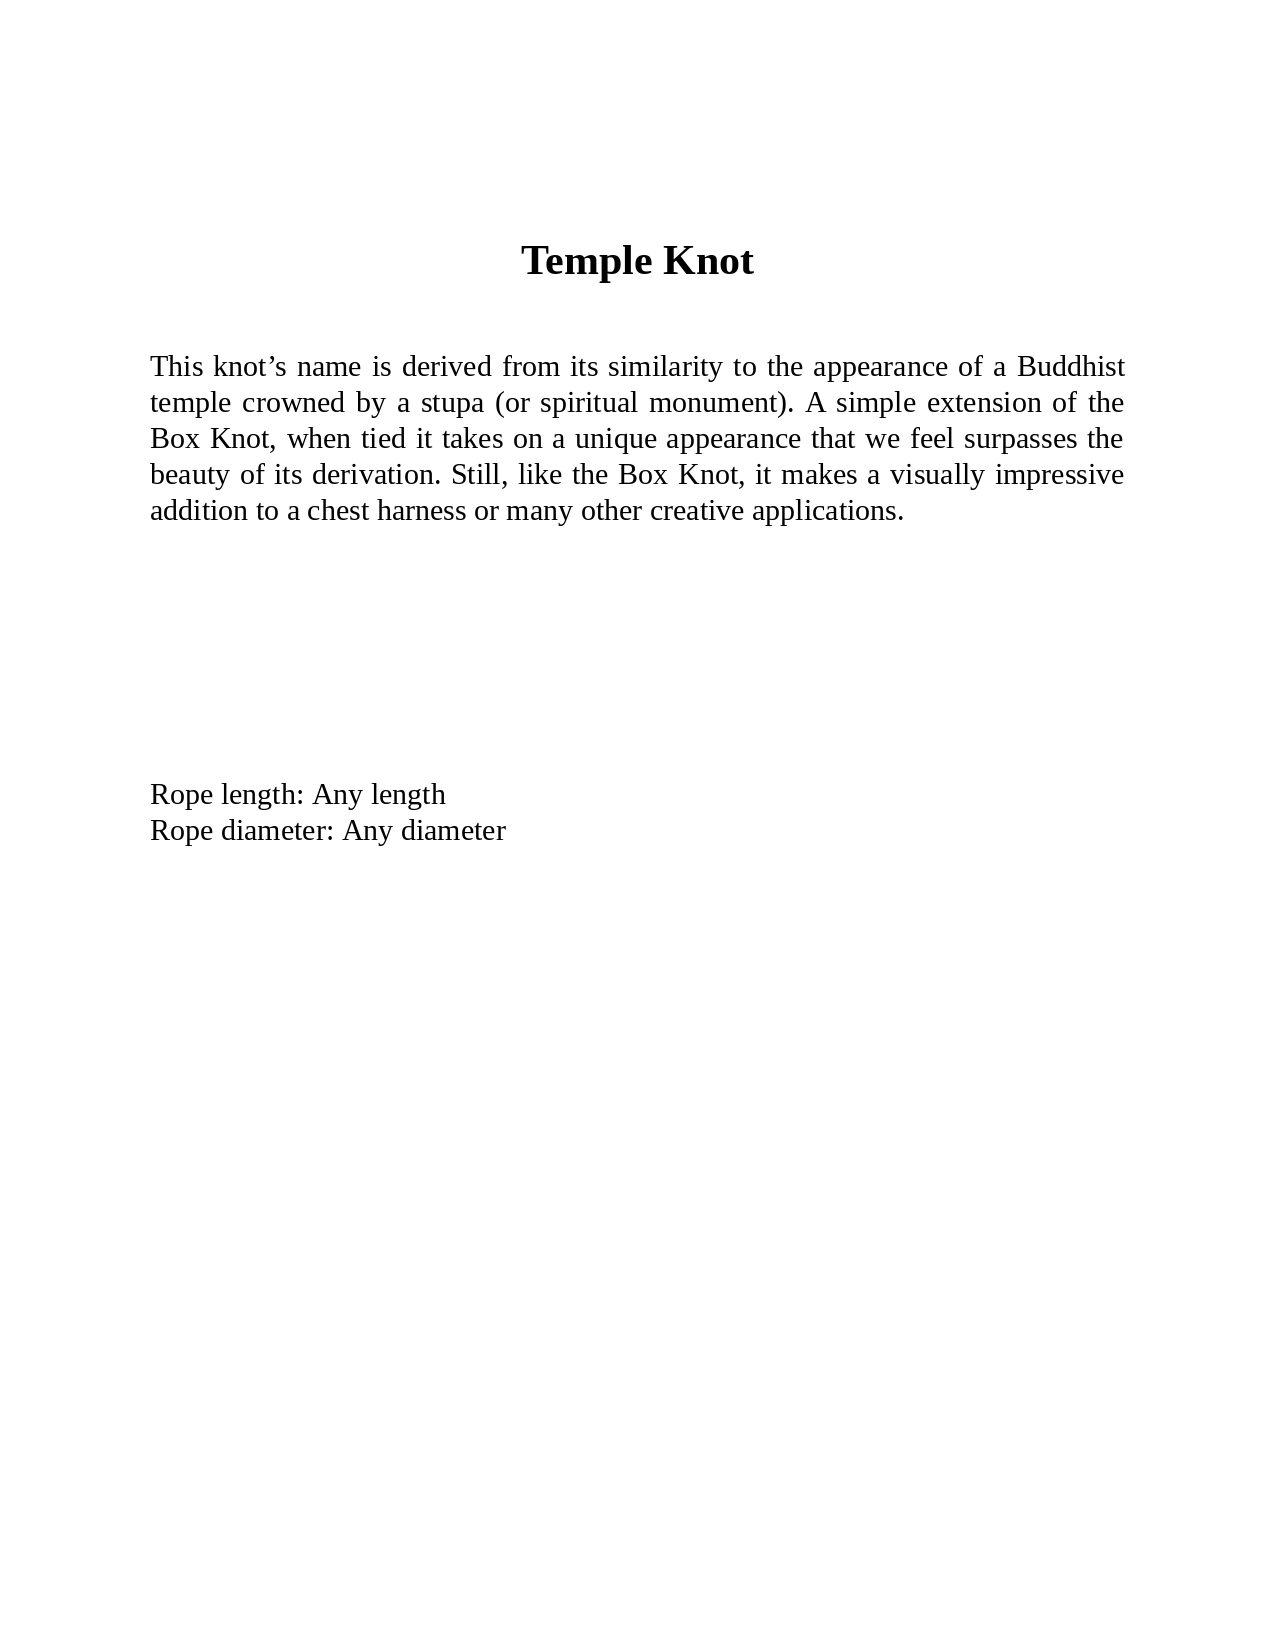 Temple Knot
This knot’s name is derived from its similarity to the appearance of a Buddhist
temple crowned by a stupa (or spiritual monument). A simple extension of the
Box Knot, when tied it takes on a unique appearance that we feel surpasses the
beauty of its derivation. Still, like the Box Knot, it makes a visually impressive
addition to a chest harness or many other creative applications.
Rope length: Any length
Rope diameter: Any diameter